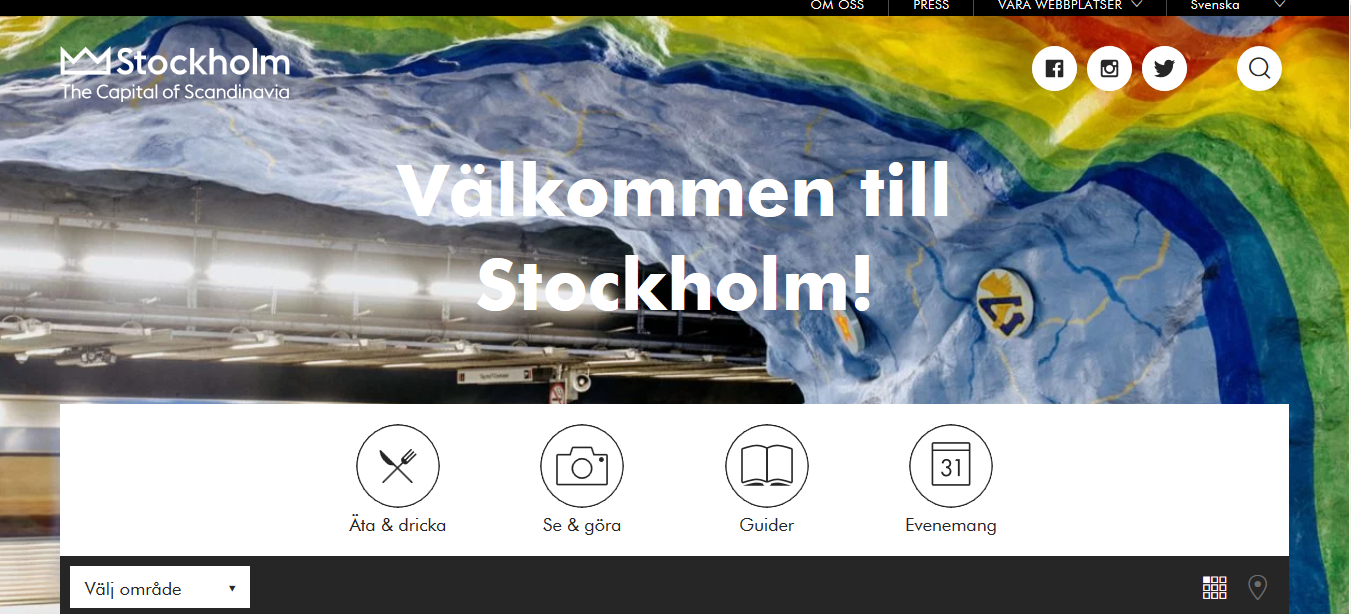 OM OSS PRESS VÅRA WEBBPLATSER Svenska
Stockholm
The Capital of Scandinavia
Välkommen till
Stockholm!
31
Äta & dricka Se & göra Guider Evenemang
Välj område